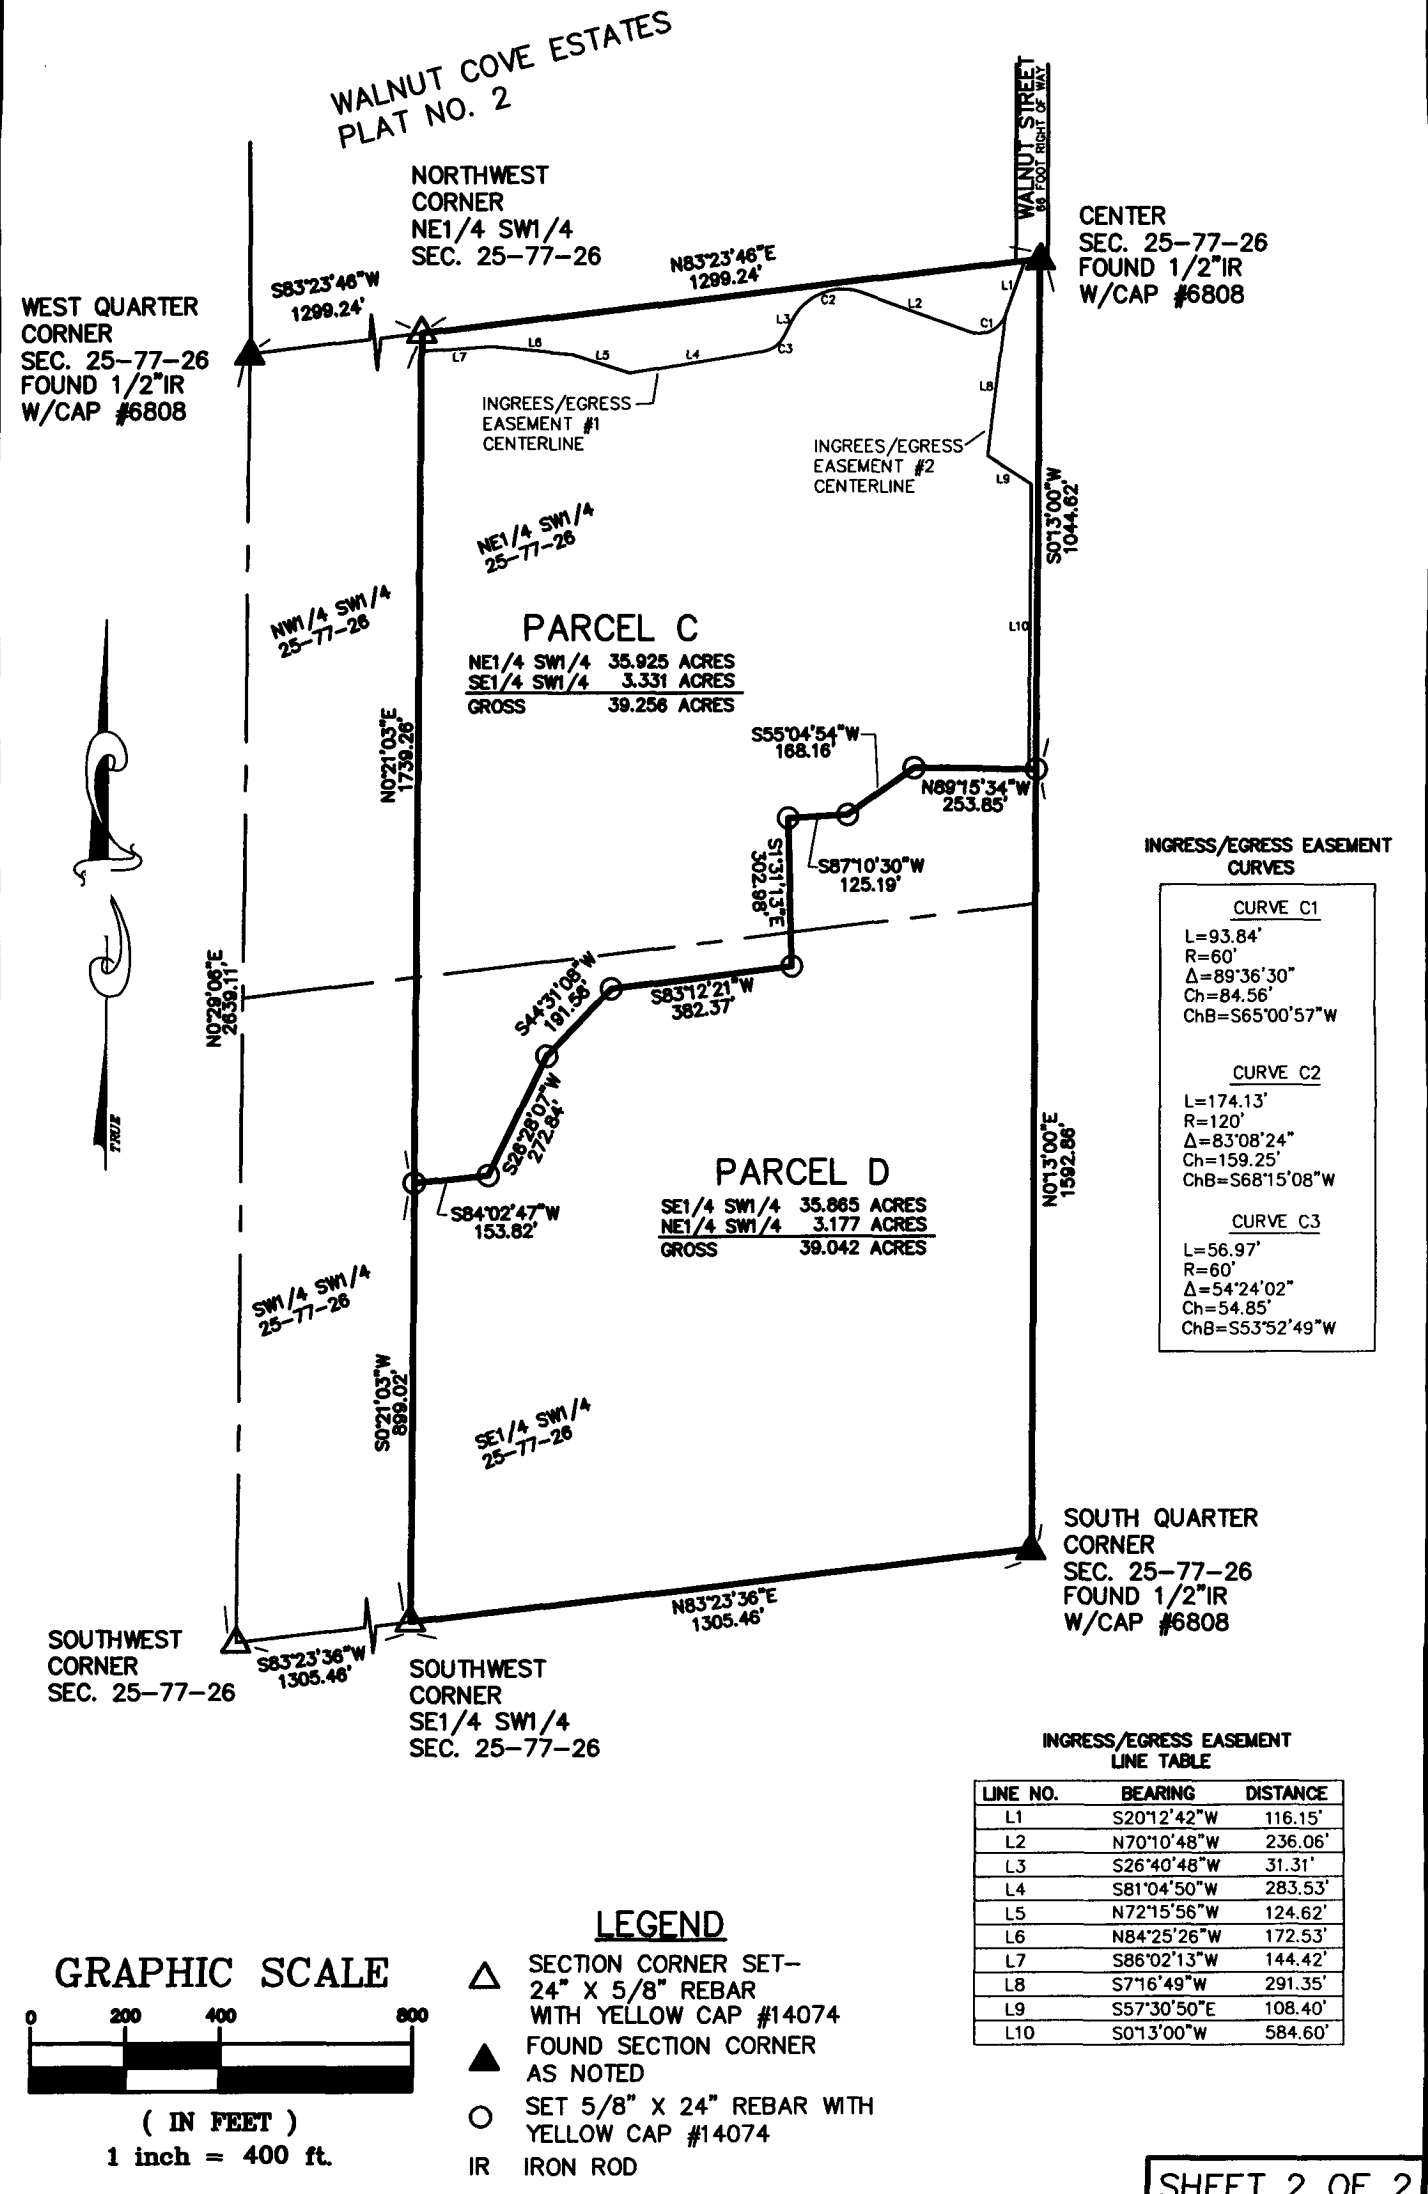 WALNUT COVE ESTATES
PLAT NO. 2
WALNUT STREET
66 FOOT RIGHT OF WAY
NORTHWEST
CORNER
NE1/4 SW1/4
SEC. 25-77-26
CENTER
SEC. 25-77-26
FOUND 1/2"IR
W/CAP #6808
N83°23'46"E
1299.24'
S83°23'46"W
1299.24'
WEST QUARTER
CORNER
SEC. 25-77-26
FOUND 1/2"IR
W/CAP #6808
L1
C2
L2
L3
C1
C3
L7
L6
L5
L4
L8
INGREES/EGRESS
EASEMENT #1
CENTERLINE
INGREES/EGRESS
EASEMENT #2
CENTERLINE
L9
S0°13'00"W
1044.62'
NE1/4 SW1/4
25-77-26
NW1/4 SW1/4
25-77-26
L10
PARCEL C
NE1/4 SW1/4 35.925 ACRES
SE1/4 SW1/4 3.331 ACRES
GROSS 39.256 ACRES
N0°21'03"E
1739.26'
S55°04'54"W
168.16'
N89°15'34"W
253.85'
S87°10'30"W
125.19'
S1°31'13"E
302.98'
N0°29'06"E
2639.11'
S44°31'08"W
191.56'
S83°12'21"W
382.37'
S26°28'07"W
272.84'
S84°02'47"W
153.82'
TRUE
INGRESS/EGRESS EASEMENT
CURVES
CURVE C1
L=93.84'
R=60'
Δ=89°36'30"
Ch=84.56'
ChB=S65°00'57"W
CURVE C2
L=174.13'
R=120'
Δ=83°08'24"
Ch=159.25'
ChB=S68°15'08"W
CURVE C3
L=56.97'
R=60'
Δ=54°24'02"
Ch=54.85'
ChB=S53°52'49"W
N0°13'00"E
1592.86'
PARCEL D
SE1/4 SW1/4 35.865 ACRES
NE1/4 SW1/4 3.177 ACRES
GROSS 39.042 ACRES
SW1/4 SW1/4
25-77-26
S0°21'03"W
899.02'
SE1/4 SW1/4
25-77-26
SOUTH QUARTER
CORNER
SEC. 25-77-26
FOUND 1/2"IR
W/CAP #6808
N83°23'36"E
1305.46'
SOUTHWEST
CORNER
SEC. 25-77-26
S83°23'36"W
1305.46'
SOUTHWEST
CORNER
SE1/4 SW1/4
SEC. 25-77-26
INGRESS/EGRESS EASEMENT
LINE TABLE
LINE NO. BEARING DISTANCE
L1 S20°12'42"W 116.15'
L2 N70°10'48"W 236.06'
L3 S26°40'48"W 31.31'
L4 S81°04'50"W 283.53'
L5 N72°15'56"W 124.62'
L6 N84°25'26"W 172.53'
L7 S86°02'13"W 144.42'
L8 S7°16'49"W 291.35'
L9 S57°30'50"E 108.40'
L10 S0°13'00"W 584.60'
GRAPHIC SCALE
0 200 400 800
( IN FEET )
1 inch = 400 ft.
LEGEND
SECTION CORNER SET-
24" X 5/8" REBAR
WITH YELLOW CAP #14074
FOUND SECTION CORNER
AS NOTED
SET 5/8" X 24" REBAR WITH
YELLOW CAP #14074
IR IRON ROD
SHEET 2 OF 2